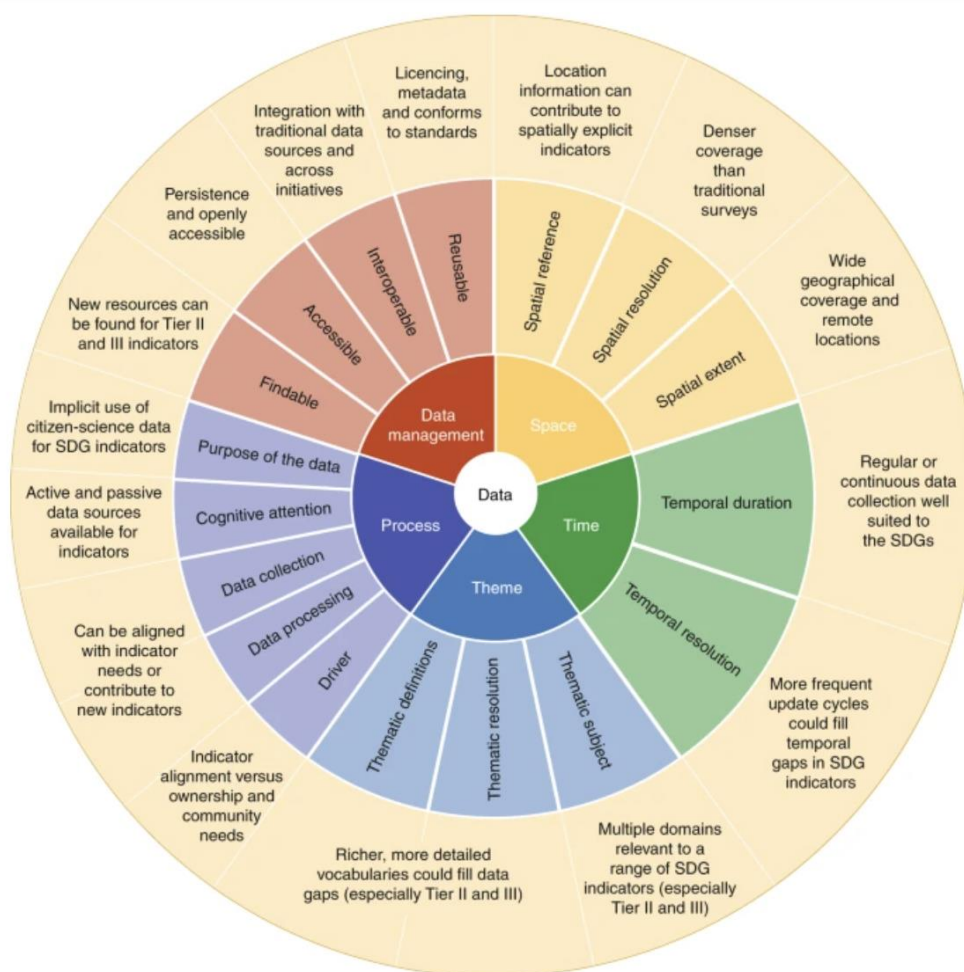 Licencing,
metadata
and conforms
to standards
Location
information can
contribute to
spatially explicit
indicators
Denser
coverage
than
traditional
surveys
Wide
geographical
coverage and
remote
locations
Regular or
continuous data
collection well
suited to
the SDGs
More frequent
update cycles
could fill
temporal
gaps in SDG
indicators
Multiple domains
relevant to a
range of SDG
indicators (especially
Tier II and III)
Richer, more detailed
vocabularies could fill data
gaps (especially Tier II and III)
Indicator
alignment versus
ownership and
community
needs
Can be aligned
with indicator
needs or
contribute to
new indicators
Active and passive
data sources
available for
indicators
Implicit use of
citizen-science data
for SDG indicators
New resources can
be found for Tier II
and III indicators
Persistence
and openly
accessible
Integration with
traditional data
sources and
across
initiatives
Reusable
Spatial reference
Spatial resolution
Spatial extent
Temporal duration
Temporal resolution
Thematic subject
Thematic resolution
Thematic definitions
Driver
Data processing
Data collection
Cognitive attention
Purpose of the data
Findable
Accessible
Interoperable
Data
management
Space
Time
Theme
Process
Data